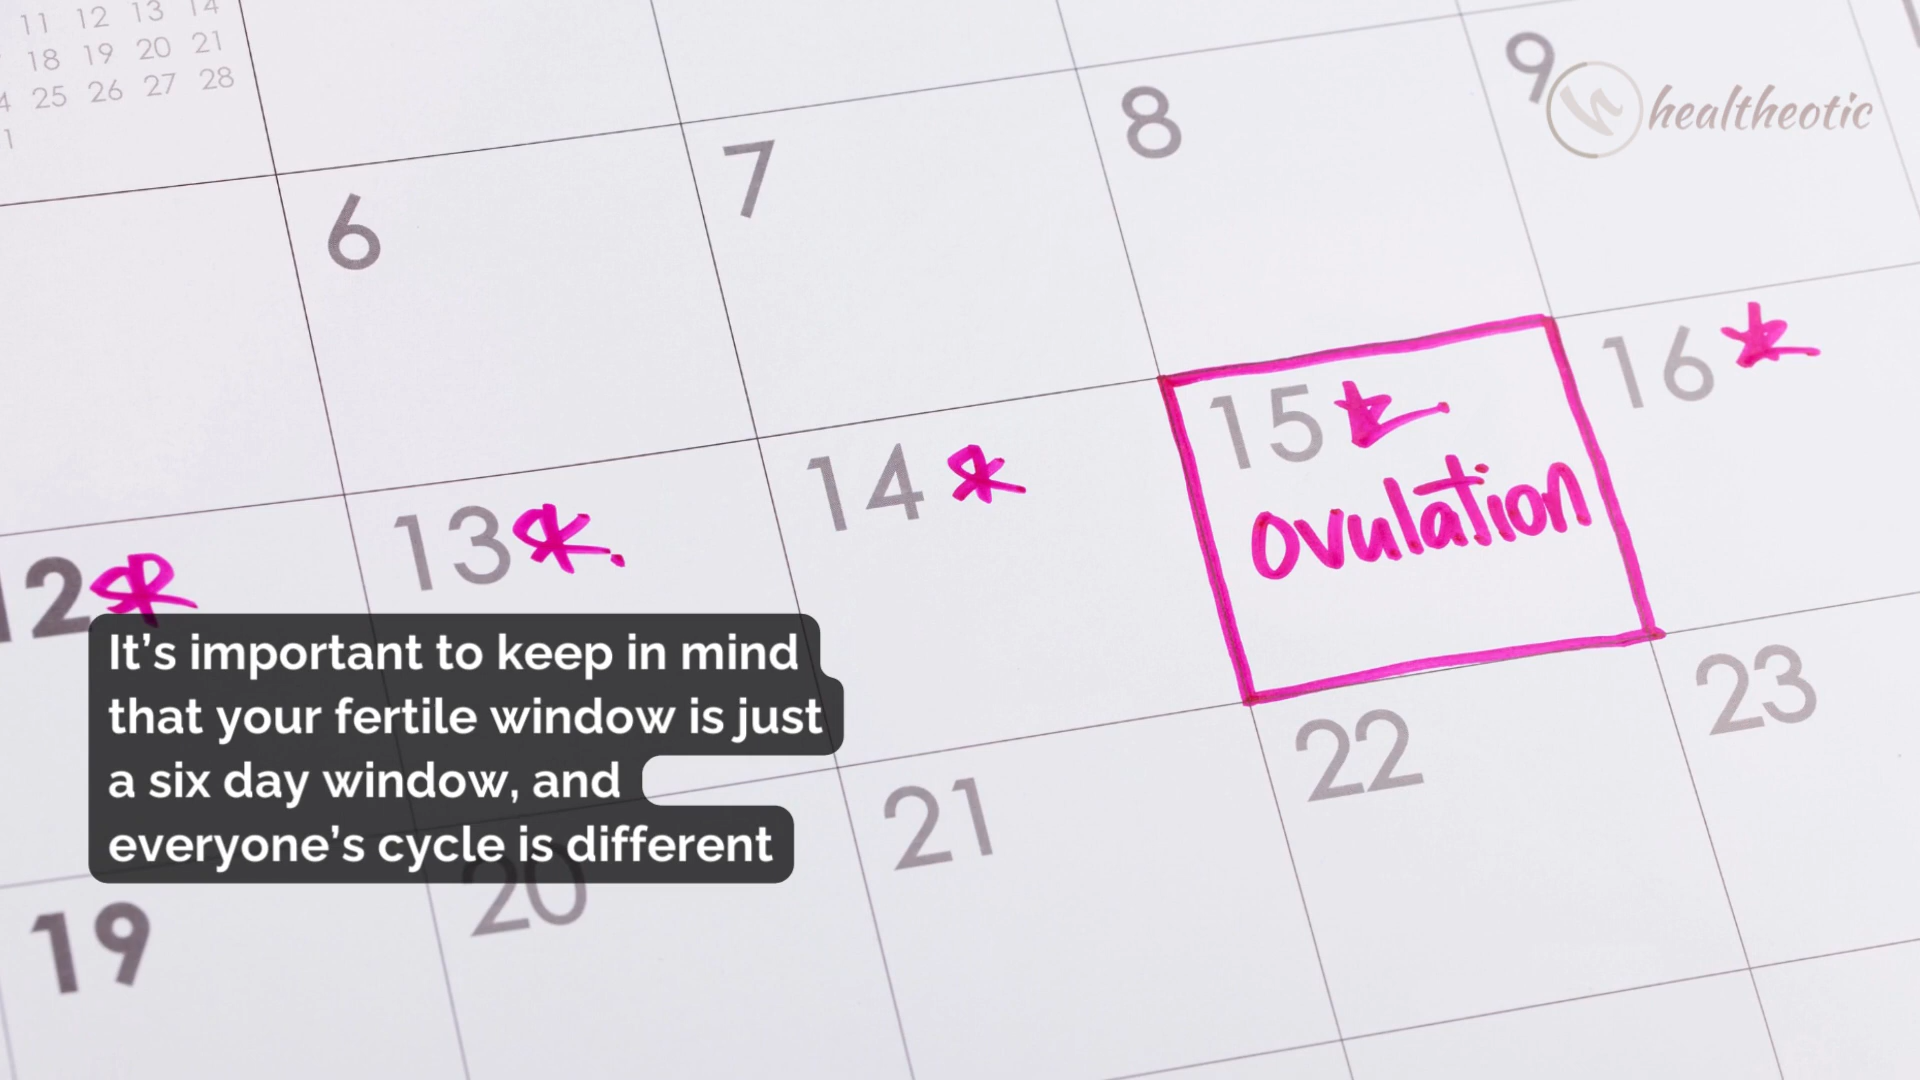 11 12 13 14
18 19 20 21
4 25 26 27 28
1
6
7
8
9
healtheotic
12
13
14
15
ovulation
16
It's important to keep in mind
that your fertile window is just
a six day window, and
everyone's cycle is different
19
20
21
22
23